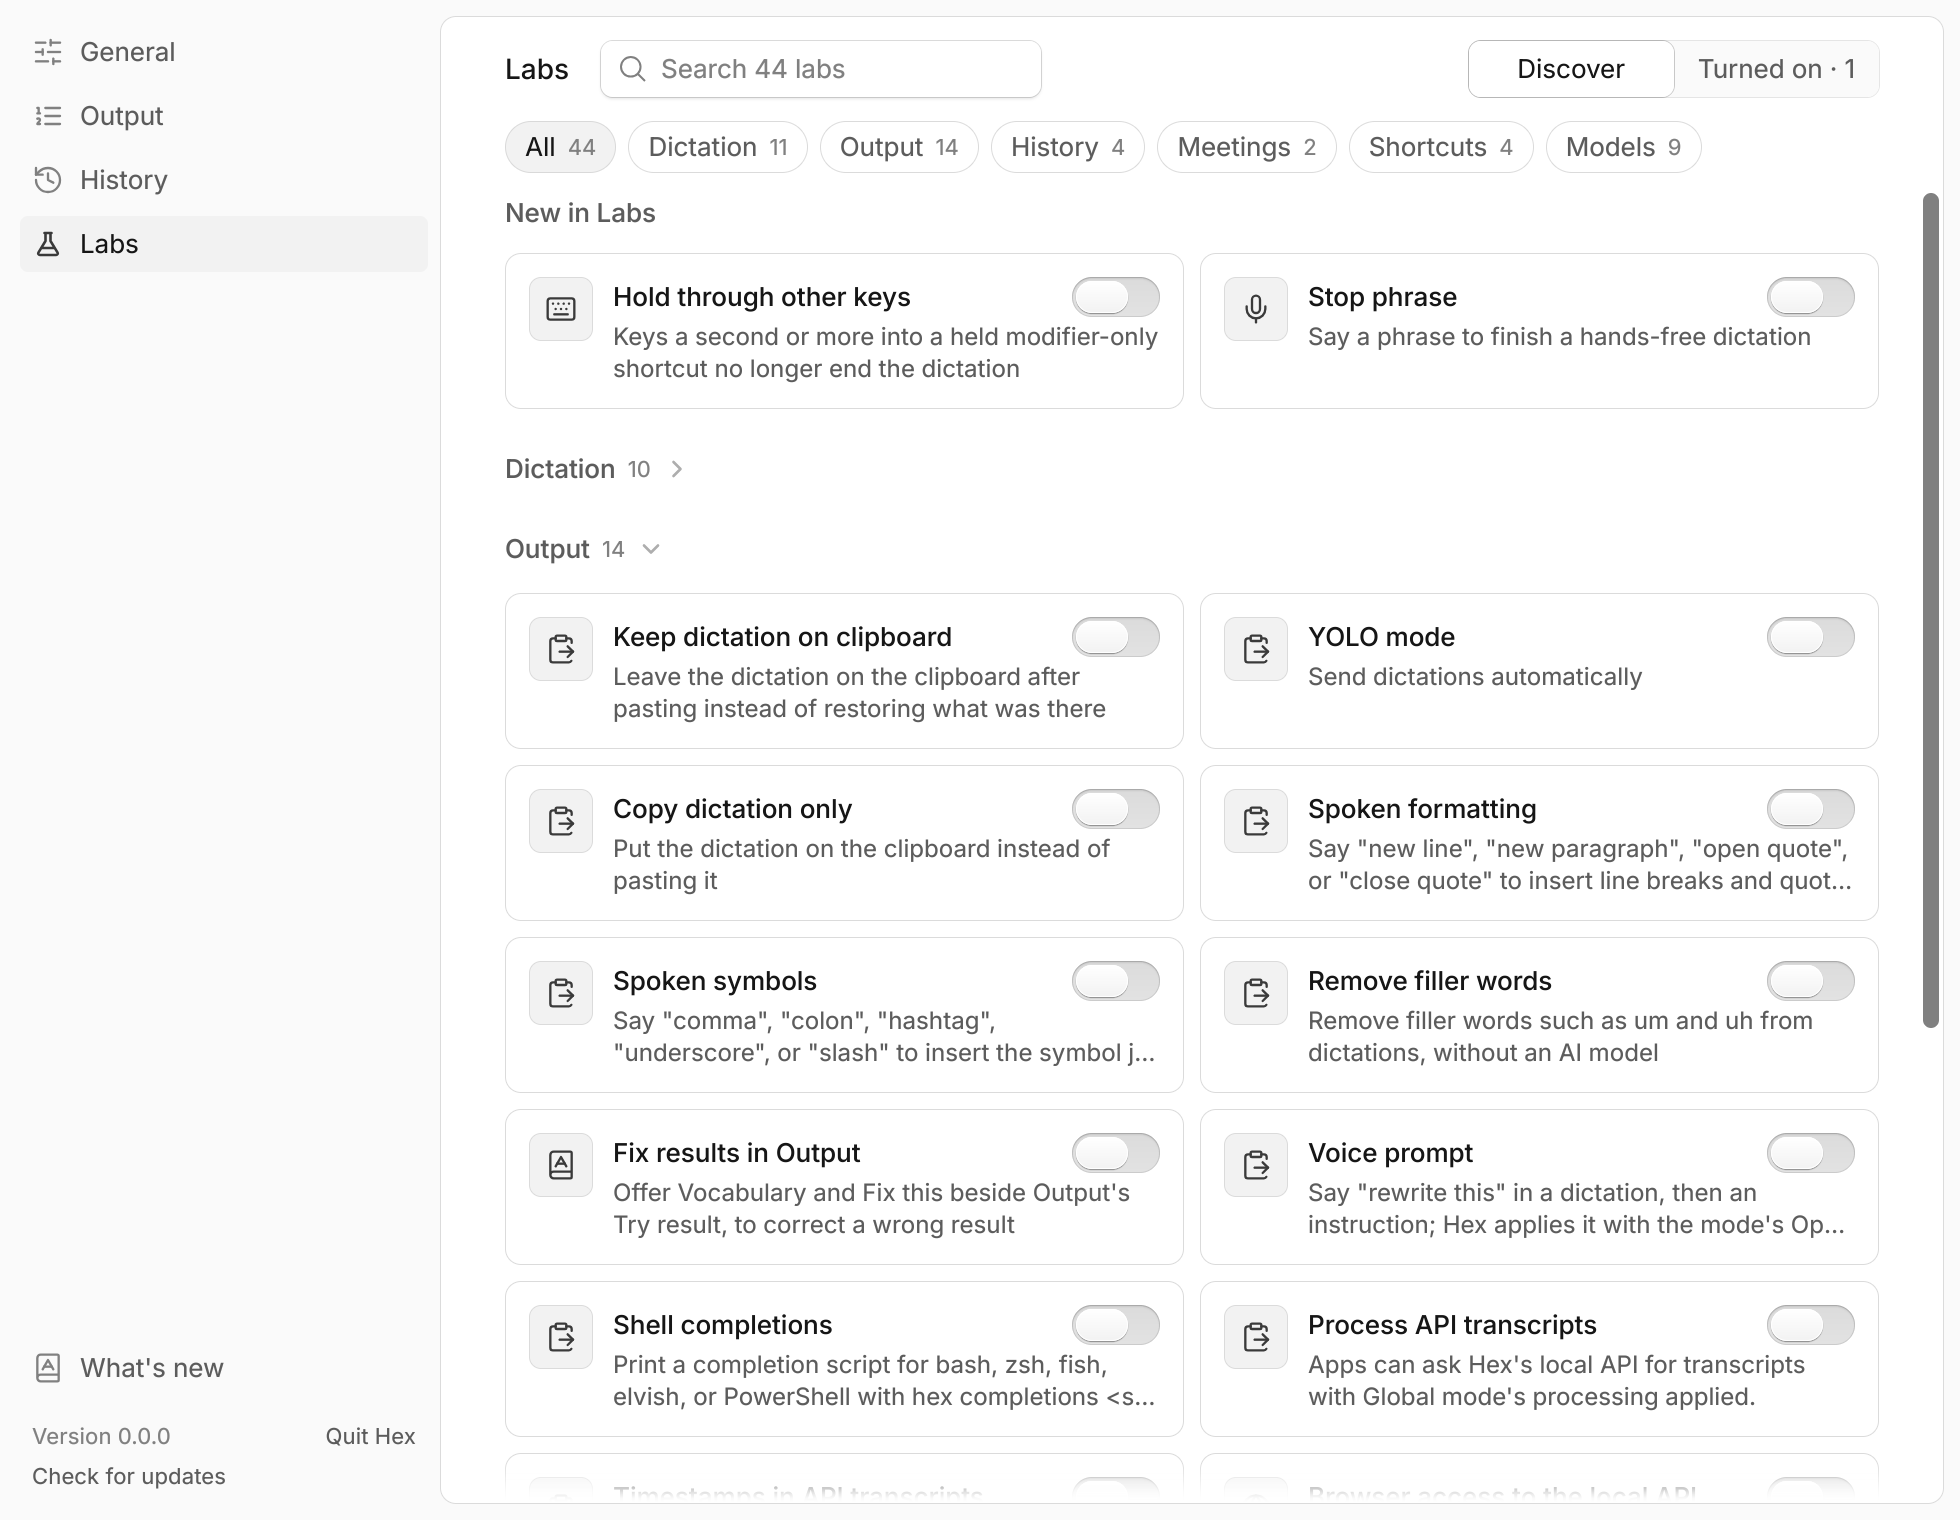 General
Output
History
Labs
What's new
Version 0.0.0
Quit Hex
Check for updates
Labs
Search 44 labs
Discover
Turned on · 1
All 44
Dictation 11
Output 14
History 4
Meetings 2
Shortcuts 4
Models 9
New in Labs
Hold through other keys
Keys a second or more into a held modifier-only
shortcut no longer end the dictation
Stop phrase
Say a phrase to finish a hands-free dictation
Dictation 10
Output 14
Keep dictation on clipboard
Leave the dictation on the clipboard after
pasting instead of restoring what was there
YOLO mode
Send dictations automatically
Copy dictation only
Put the dictation on the clipboard instead of
pasting it
Spoken formatting
Say "new line", "new paragraph", "open quote",
or "close quote" to insert line breaks and quot...
Spoken symbols
Say "comma", "colon", "hashtag",
"underscore", or "slash" to insert the symbol j...
Remove filler words
Remove filler words such as um and uh from
dictations, without an AI model
Fix results in Output
Offer Vocabulary and Fix this beside Output's
Try result, to correct a wrong result
Voice prompt
Say "rewrite this" in a dictation, then an
instruction; Hex applies it with the mode's Op...
Shell completions
Print a completion script for bash, zsh, fish,
elvish, or PowerShell with hex completions <s...
Process API transcripts
Apps can ask Hex's local API for transcripts
with Global mode's processing applied.
Timestamps in API transcripts
Browser access to the local API